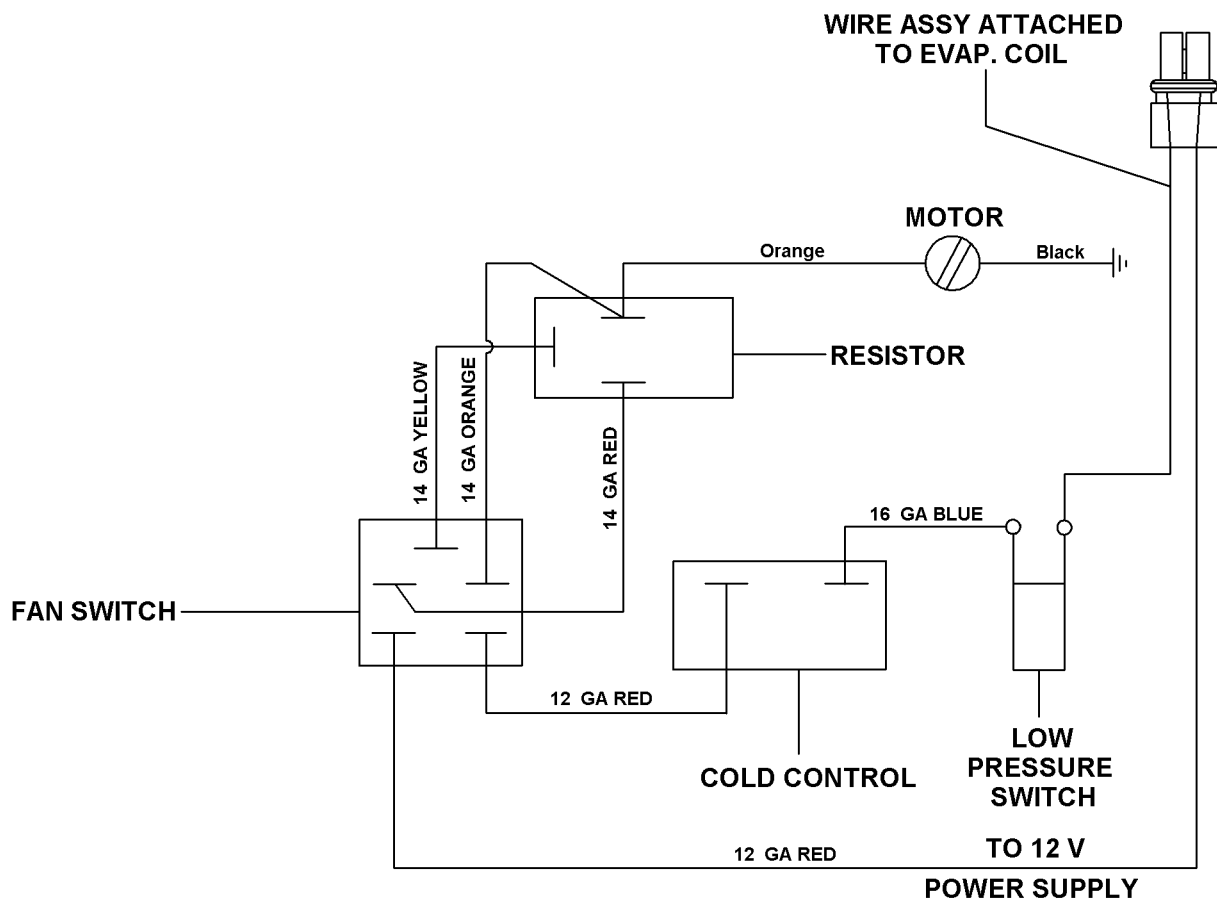 WIRE ASSY ATTACHED
TO EVAP. COIL
MOTOR
Orange
Black
RESISTOR
14 GA YELLOW
14 GA ORANGE
14 GA RED
16 GA BLUE
FAN SWITCH
12 GA RED
COLD CONTROL
LOW
PRESSURE
SWITCH
12 GA RED
TO 12 V
POWER SUPPLY